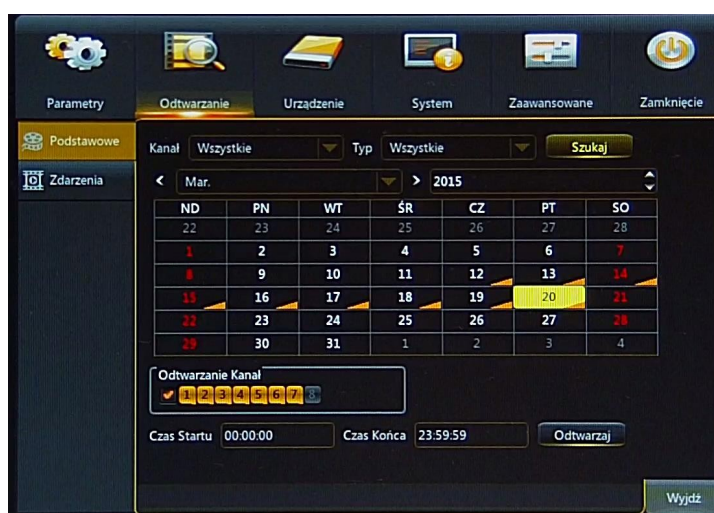 Parametry Odtwarzanie Urządzenie System Zaawansowane Zamknięcie
Podstawowe
Zdarzenia
Kanał Wszystkie Typ Wszystkie Szukaj
< Mar. > 2015
ND PN WT ŚR CZ PT SO
22 23 24 25 26 27 28
1 2 3 4 5 6 7
8 9 10 11 12 13 14
15 16 17 18 19 20 21
22 23 24 25 26 27 28
29 30 31 1 2 3 4
Odtwarzanie Kanał
1 2 3 4 5 6 7 8
Czas Startu 00:00:00 Czas Końca 23:59:59 Odtwarzaj
Wyjdź